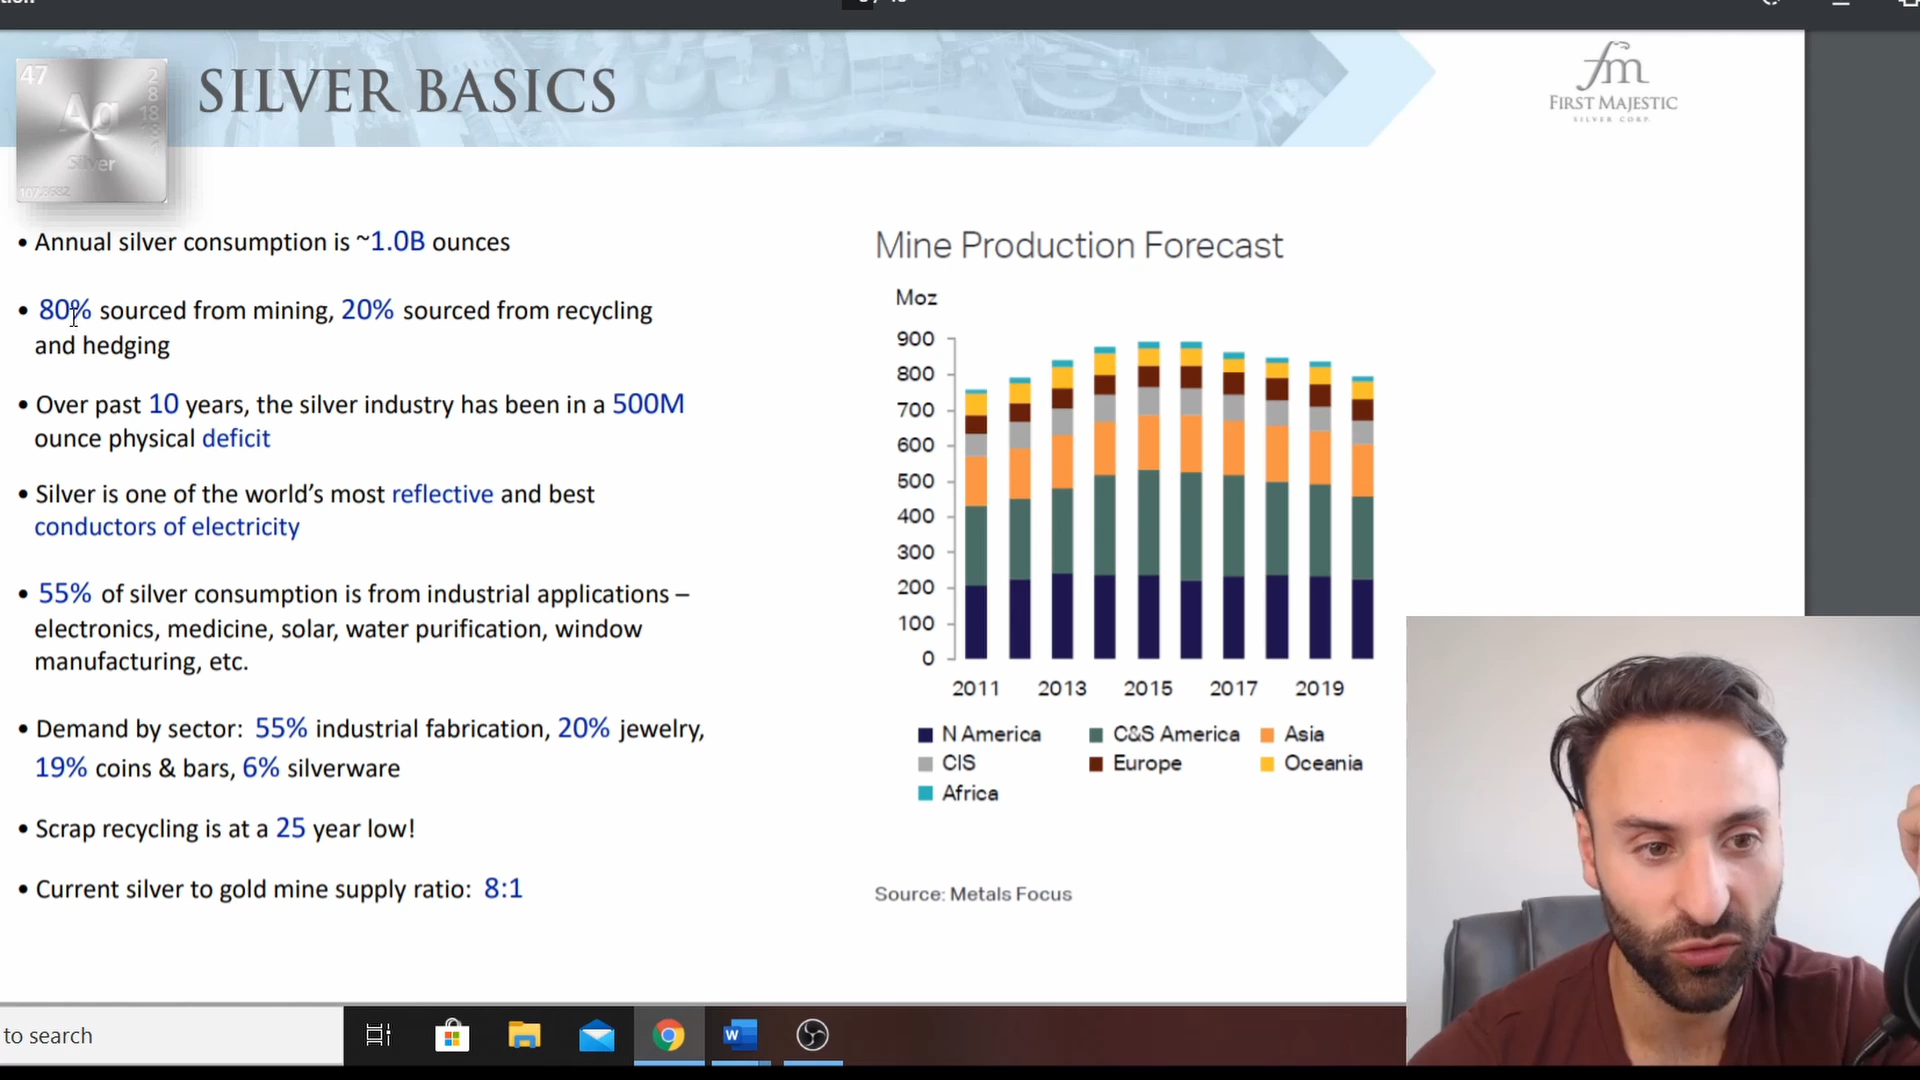 47
2
Ag
Silver
107.8682
SILVER BASICS
fm
FIRST MAJESTIC
SILVER CORP.
• Annual silver consumption is ~1.0B ounces
• 80% sourced from mining, 20% sourced from recycling
and hedging
• Over past 10 years, the silver industry has been in a 500M
ounce physical deficit
• Silver is one of the world’s most reflective and best
conductors of electricity
• 55% of silver consumption is from industrial applications –
electronics, medicine, solar, water purification, window
manufacturing, etc.
• Demand by sector: 55% industrial fabrication, 20% jewelry,
19% coins & bars, 6% silverware
• Scrap recycling is at a 25 year low!
• Current silver to gold mine supply ratio: 8:1
Mine Production Forecast
Moz
900
800
700
600
500
400
300
200
100
0
2011 2013 2015 2017 2019
N America C&S America Asia
CIS Europe Oceania
Africa
Source: Metals Focus
to search
W